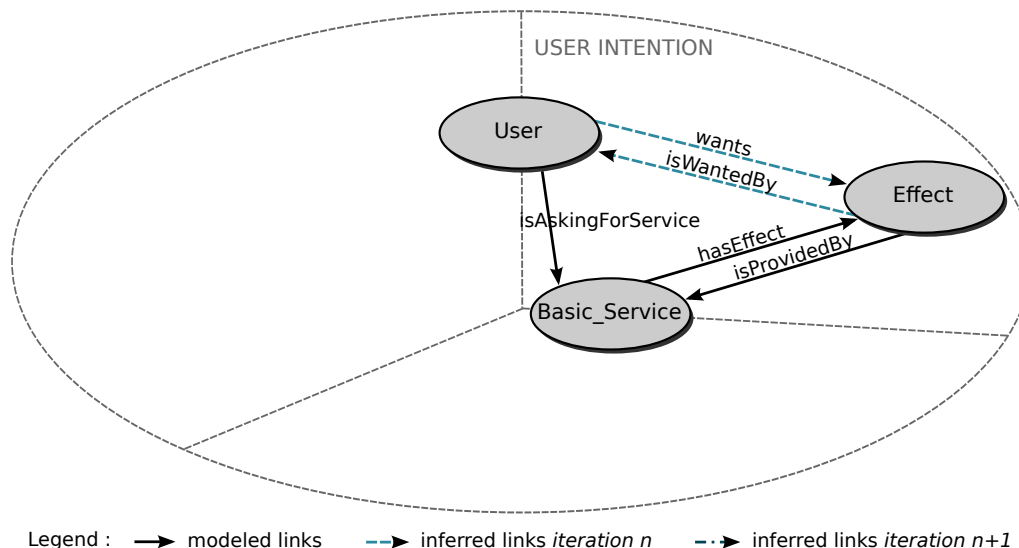 USER INTENTION
User
wants
isWantedBy
Effect
isAskingForService
hasEffect
isProvidedBy
Basic_Service
Legend : modeled links inferred links iteration n inferred links iteration n+1